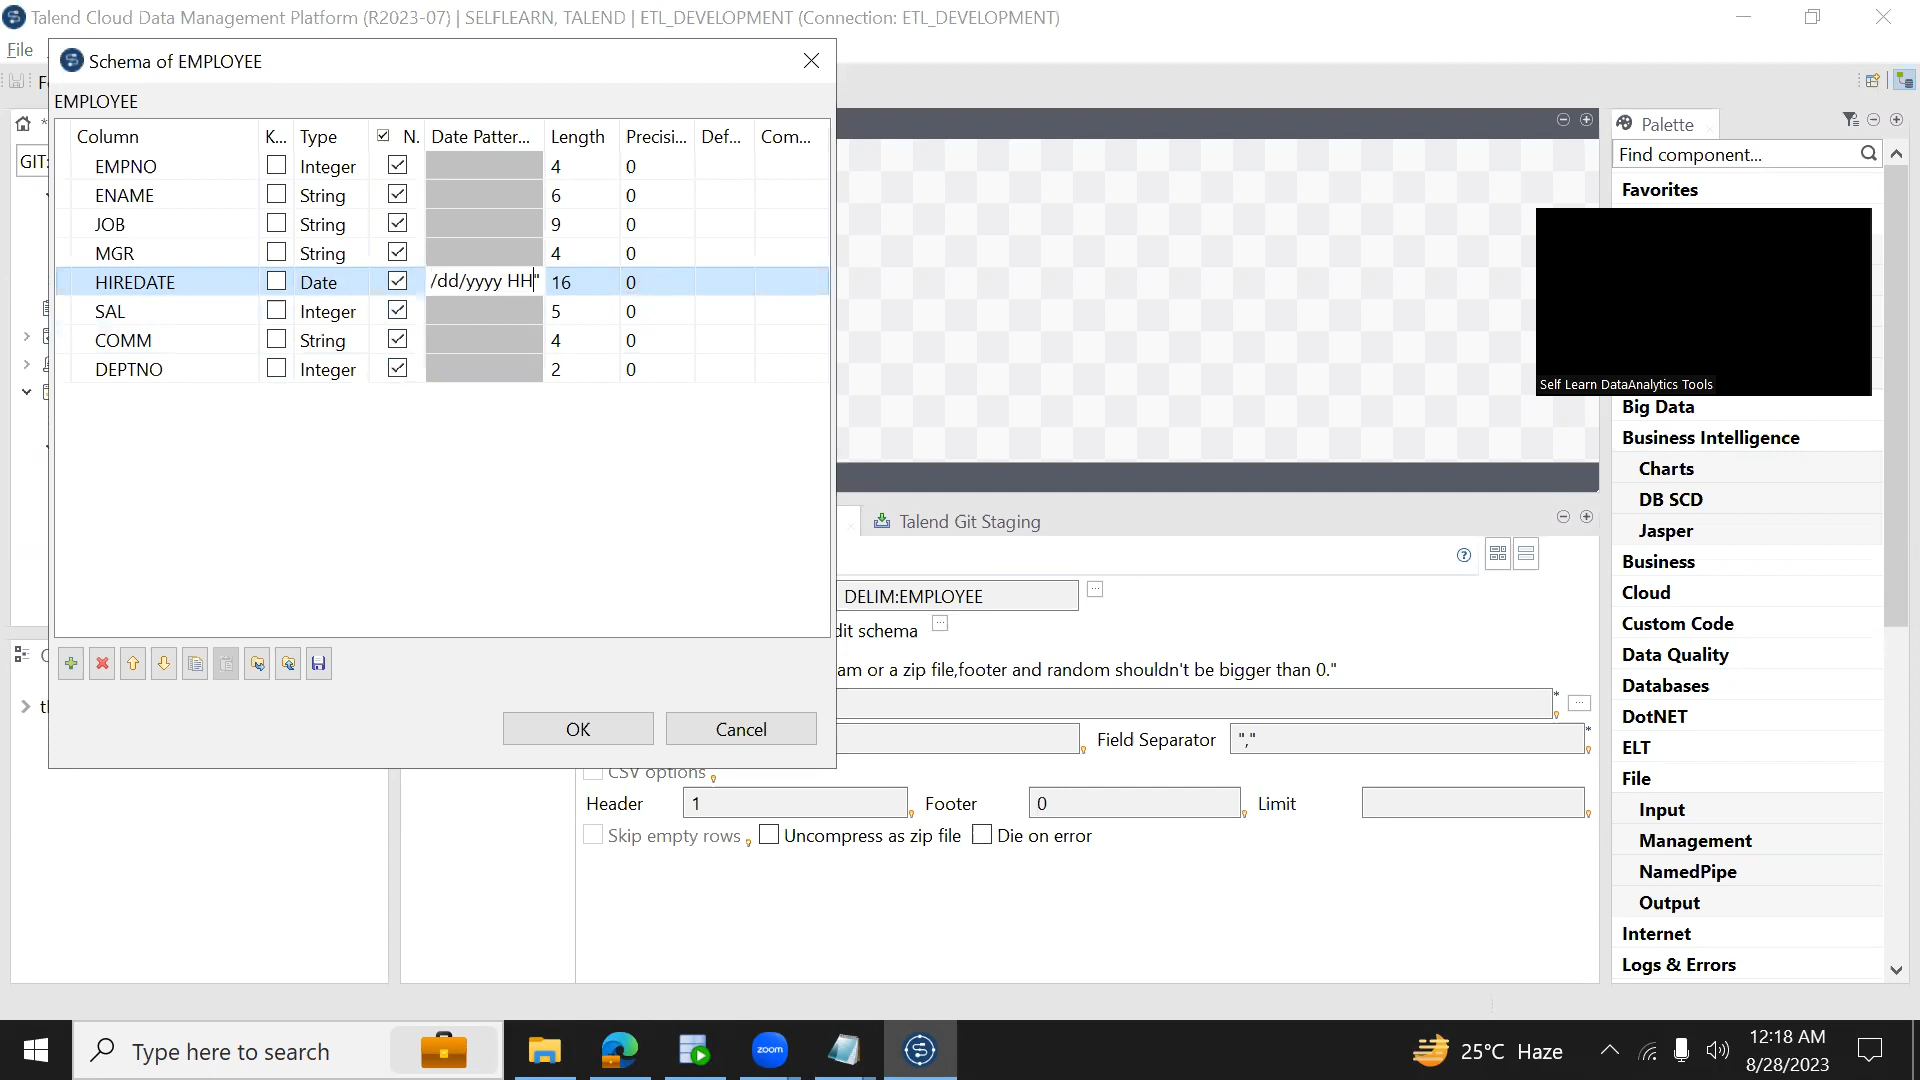 Talend Cloud Data Management Platform (R2023-07) | SELFLEARN, TALEND | ETL_DEVELOPMENT (Connection: ETL_DEVELOPMENT)
File
Schema of EMPLOYEE
EMPLOYEE
Column K... Type N. Date Patter... Length Precisi... Def... Com...
EMPNO Integer 4 0
ENAME String 6 0
JOB String 9 0
MGR String 4 0
HIREDATE Date /dd/yyyy HH" 16 0
SAL Integer 5 0
COMM String 4 0
DEPTNO Integer 2 0
OK Cancel
GIT:
Talend Git Staging
DELIM:EMPLOYEE
dit schema
am or a zip file,footer and random shouldn't be bigger than 0."
Field Separator ","
CSV options
Header 1 Footer 0 Limit
Skip empty rows Uncompress as zip file Die on error
Palette
Find component...
Favorites
Self Learn DataAnalytics Tools
Big Data
Business Intelligence
Charts
DB SCD
Jasper
Business
Cloud
Custom Code
Data Quality
Databases
DotNET
ELT
File
Input
Management
NamedPipe
Output
Internet
Logs & Errors
Type here to search
zoom
25°C Haze
12:18 AM
8/28/2023